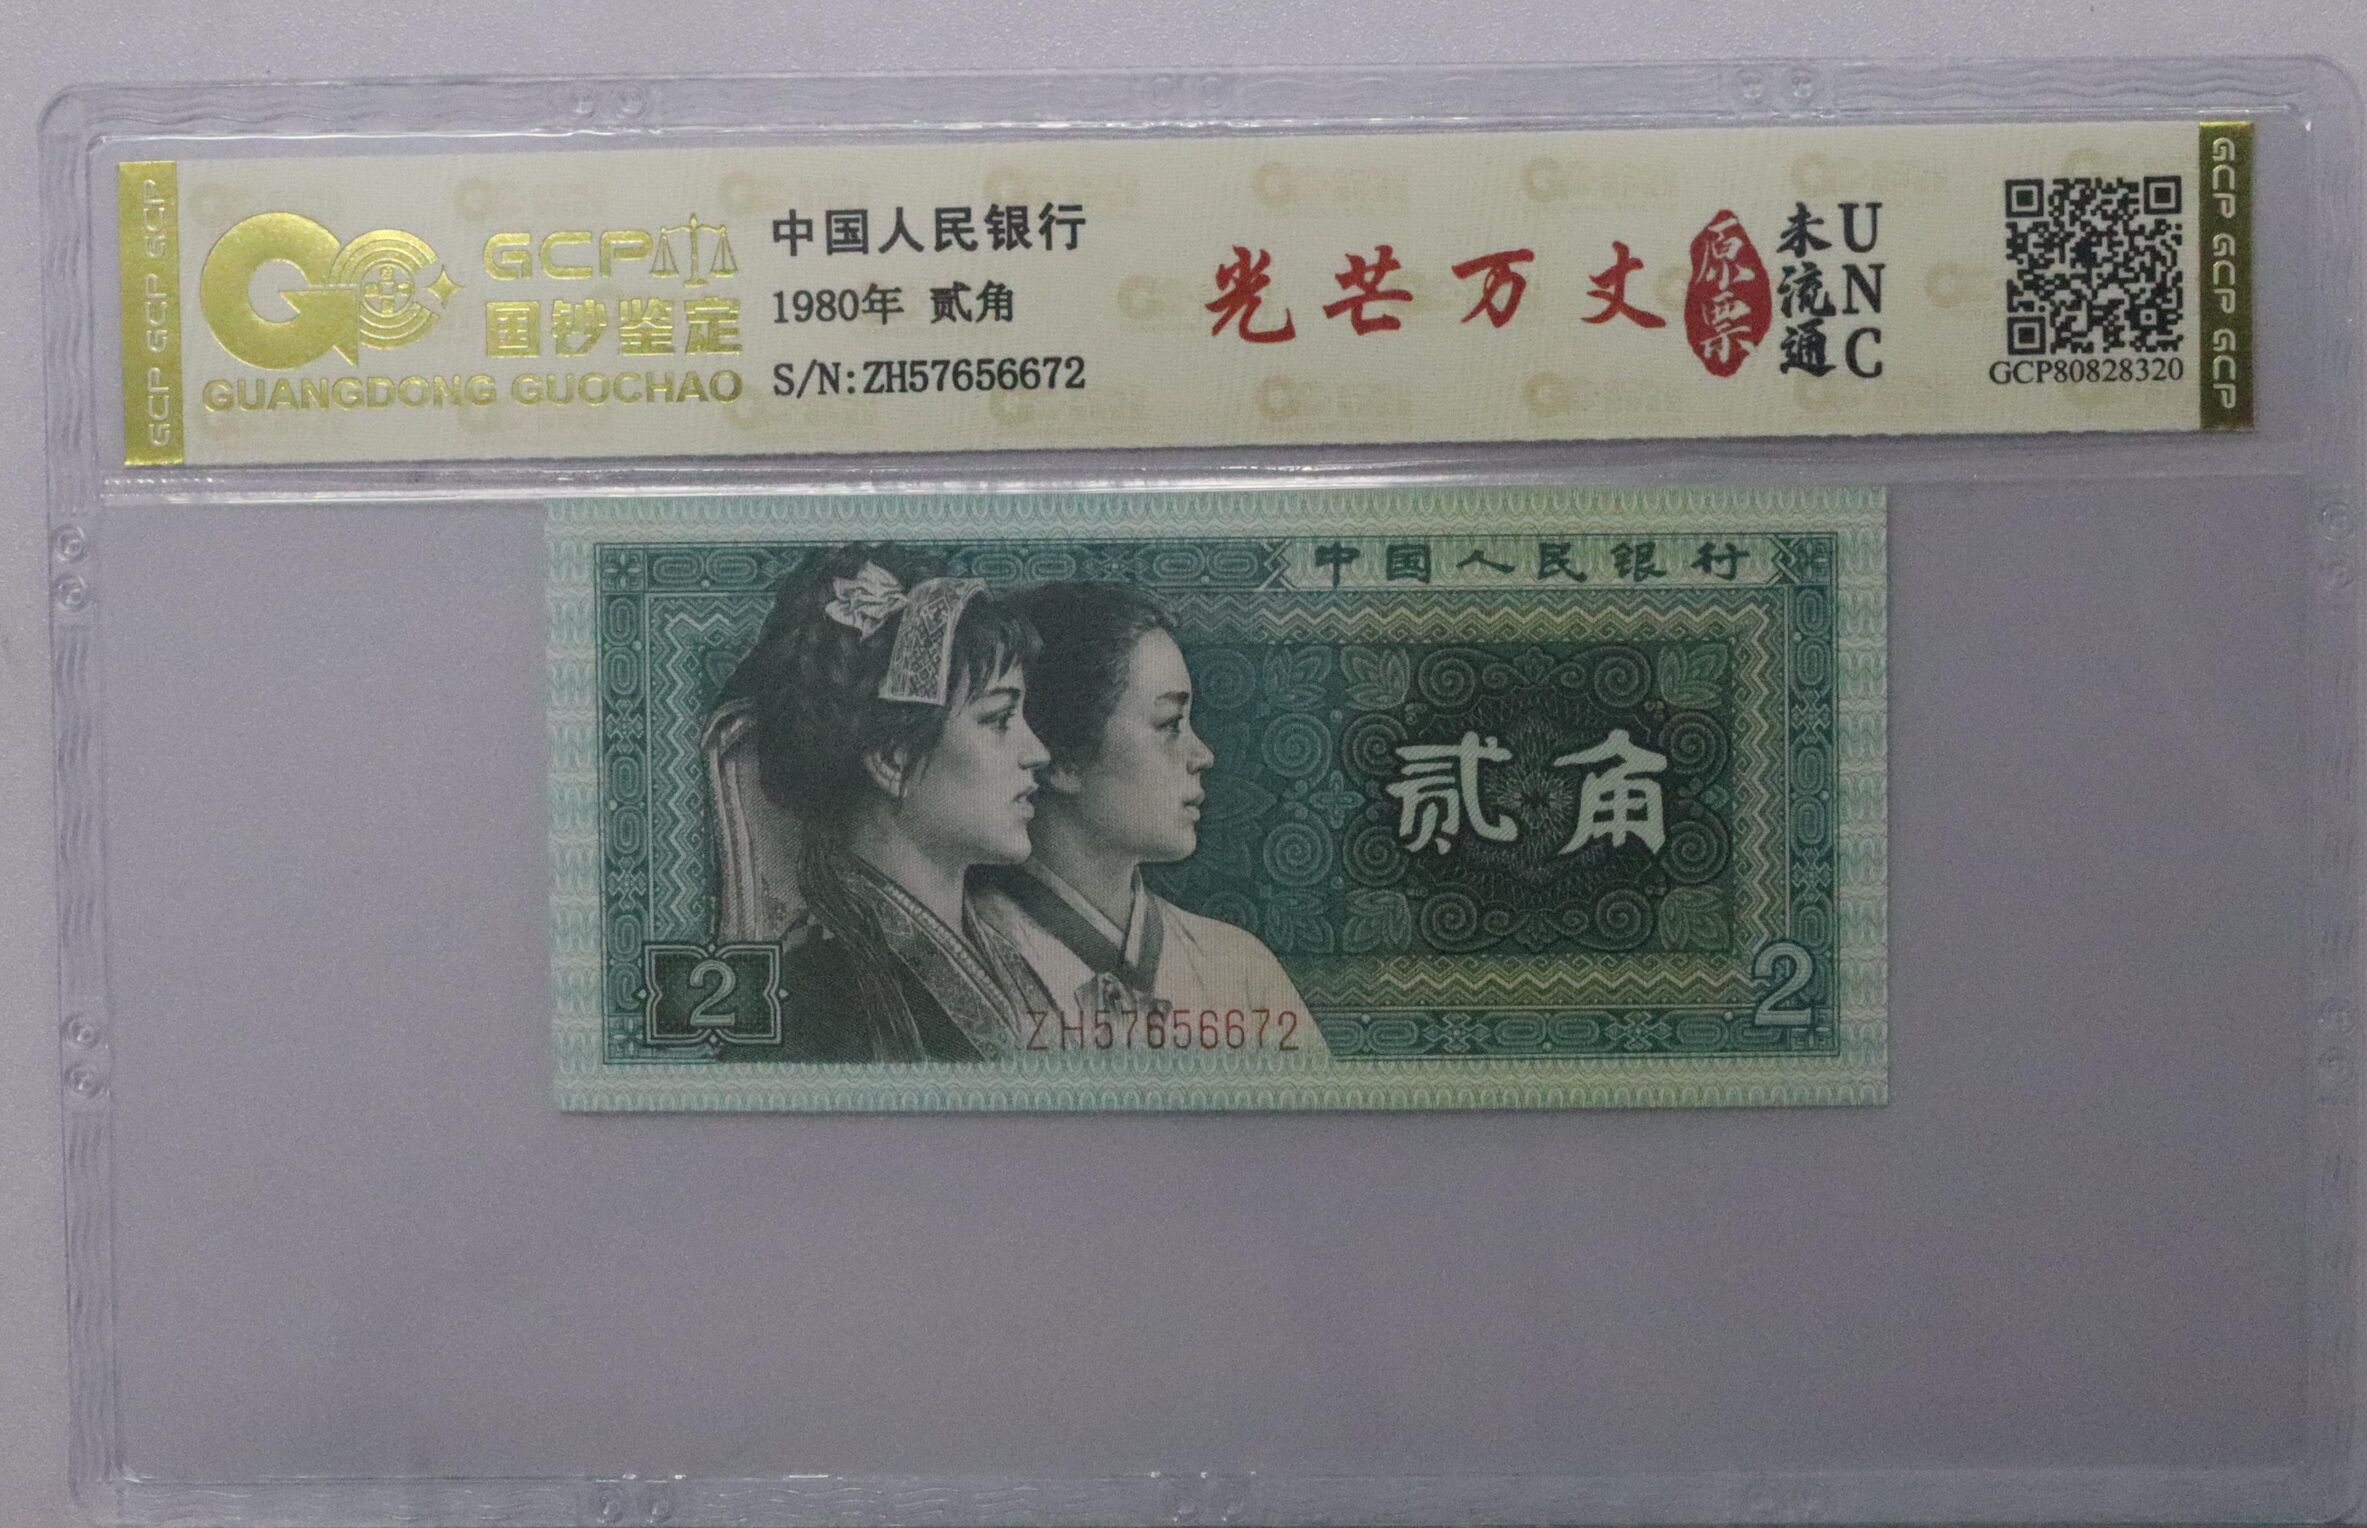 GCP GCP GCP
GCP
国钞鉴定
GUANGDONG GUOCHAO
中国人民银行
1980年 贰角
S/N:ZH57656672
光芒万丈
原票
未流通
UNC
GCP80828320
GCP GCP GCP
中国人民银行
贰角
2
2
ZH57656672